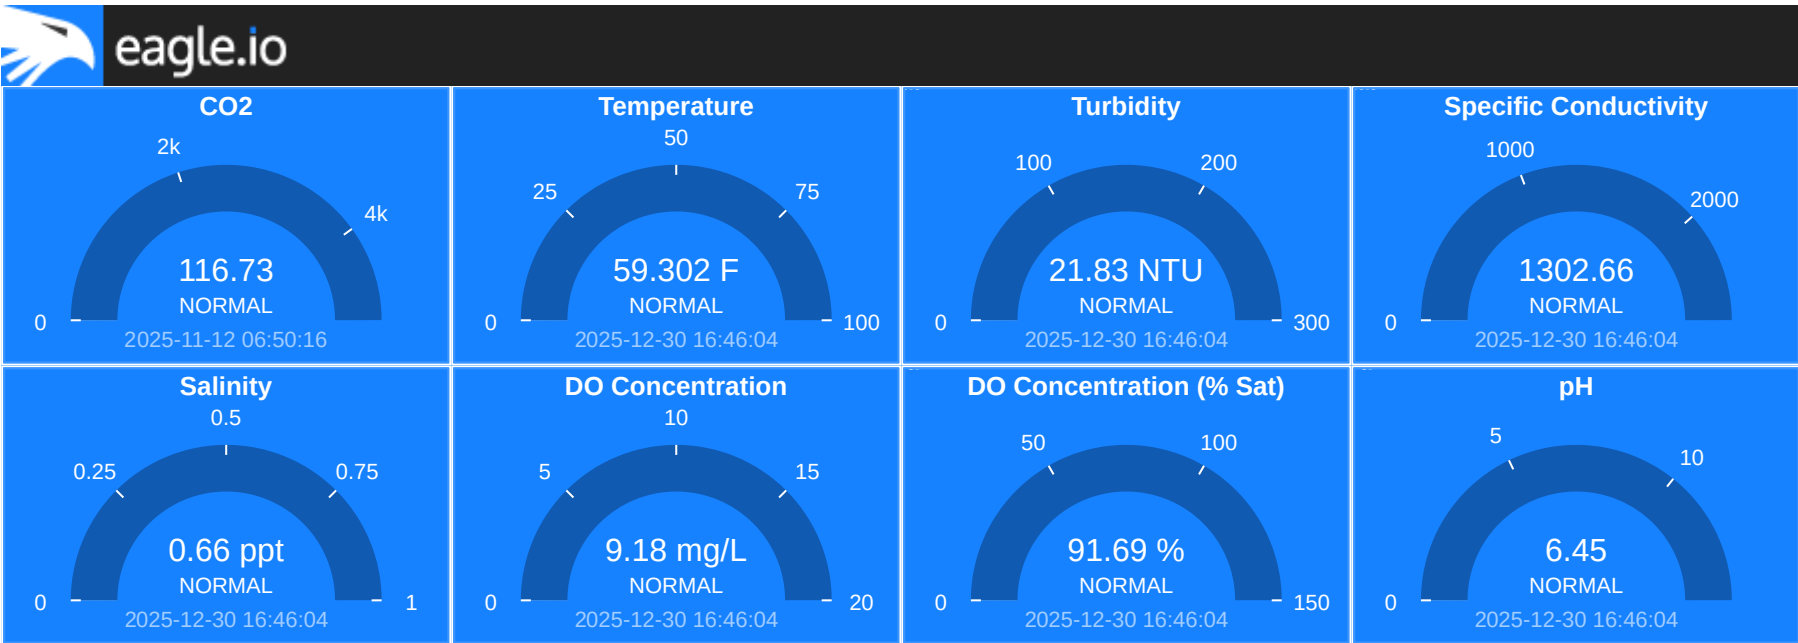 eagle.io
CO2
2k
4k
0
116.73
NORMAL
2025-11-12 06:50:16
Temperature
50
25
75
0
100
59.302 F
NORMAL
2025-12-30 16:46:04
Turbidity
100
200
0
300
21.83 NTU
NORMAL
2025-12-30 16:46:04
Specific Conductivity
1000
2000
0
1302.66
NORMAL
2025-12-30 16:46:04
Salinity
0.5
0.25
0.75
0
1
0.66 ppt
NORMAL
2025-12-30 16:46:04
DO Concentration
10
5
15
0
20
9.18 mg/L
NORMAL
2025-12-30 16:46:04
DO Concentration (% Sat)
50
100
0
150
91.69 %
NORMAL
2025-12-30 16:46:04
pH
5
10
0
6.45
NORMAL
2025-12-30 16:46:04